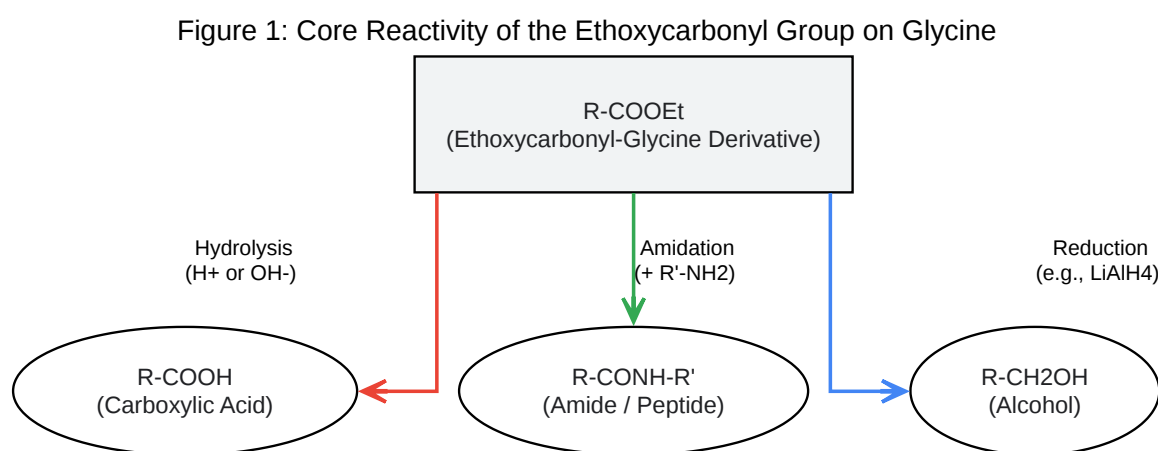 Figure 1: Core Reactivity of the Ethoxycarbonyl Group on Glycine
R-COOEt
(Ethoxycarbonyl-Glycine Derivative)
Hydrolysis
(H+ or OH-)
Amidation
(+ R'-NH2)
Reduction
(e.g., LiAlH4)
R-COOH
(Carboxylic Acid)
R-CONH-R'
(Amide / Peptide)
R-CH2OH
(Alcohol)